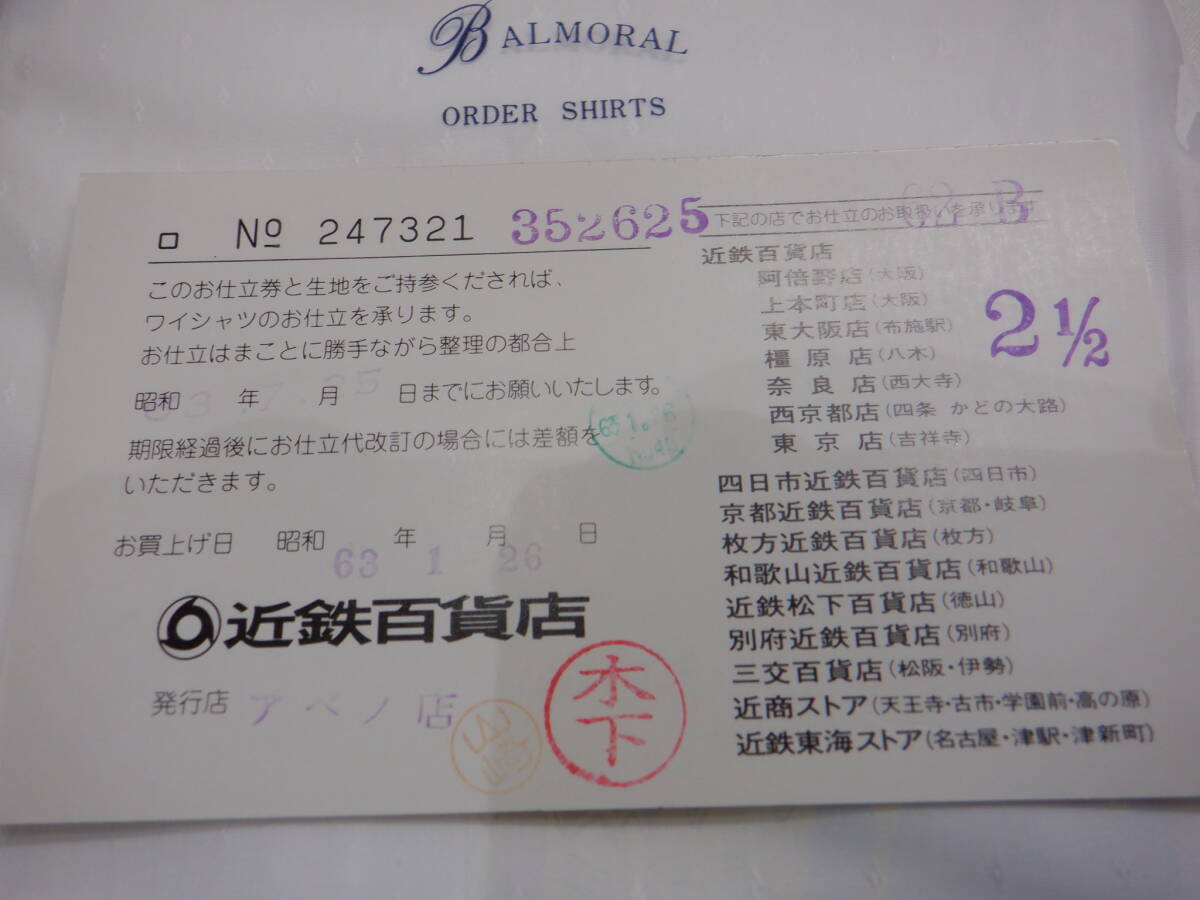 BALMORAL
ORDER SHIRTS
ロ No 247321 352625
このお仕立券と生地をご持参くだされば、
ワイシャツのお仕立を承ります。
お仕立はまことに勝手ながら整理の都合上
昭和 年 月 日までにお願いいたします。
期限経過後にお仕立代改訂の場合には差額を
いただきます。
お買上げ日 昭和 63 年 1 月 26 日
近鉄百貨店
発行店 アベノ店
木下
下記の店でお仕立のお取扱いを承ります
近鉄百貨店
阿倍野店(大阪)
上本町店(大阪)
東大阪店(布施駅)
橿原店(八木)
奈良店(西大寺)
西京都店(四条 かどの大路)
東京店(吉祥寺)
2½
四日市近鉄百貨店(四日市)
京都近鉄百貨店(京都・岐阜)
枚方近鉄百貨店(枚方)
和歌山近鉄百貨店(和歌山)
近鉄松下百貨店(徳山)
別府近鉄百貨店(別府)
三交百貨店(松阪・伊勢)
近商ストア(天王寺・古市・学園前・高の原)
近鉄東海ストア(名古屋・津駅・津新町)